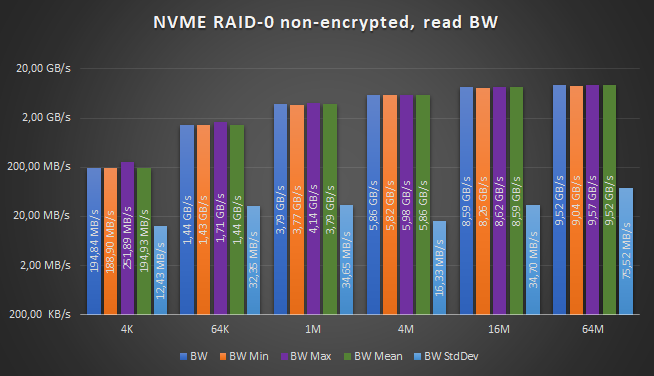 NVME RAID-0 non-encrypted, read BW
20,00 GB/s
2,00 GB/s
200,00 MB/s
20,00 MB/s
2,00 MB/s
200,00 KB/s
194,84 MB/s
188,90 MB/s
251,89 MB/s
194,93 MB/s
12,43 MB/s
1,44 GB/s
1,43 GB/s
1,71 GB/s
1,44 GB/s
32,35 MB/s
3,79 GB/s
3,77 GB/s
4,14 GB/s
3,79 GB/s
34,65 MB/s
5,86 GB/s
5,82 GB/s
5,98 GB/s
5,86 GB/s
16,33 MB/s
8,59 GB/s
8,26 GB/s
8,62 GB/s
8,59 GB/s
34,70 MB/s
9,52 GB/s
9,04 GB/s
9,57 GB/s
9,52 GB/s
75,52 MB/s
4K 64K 1M 4M 16M 64M
BW BW Min BW Max BW Mean BW StdDev